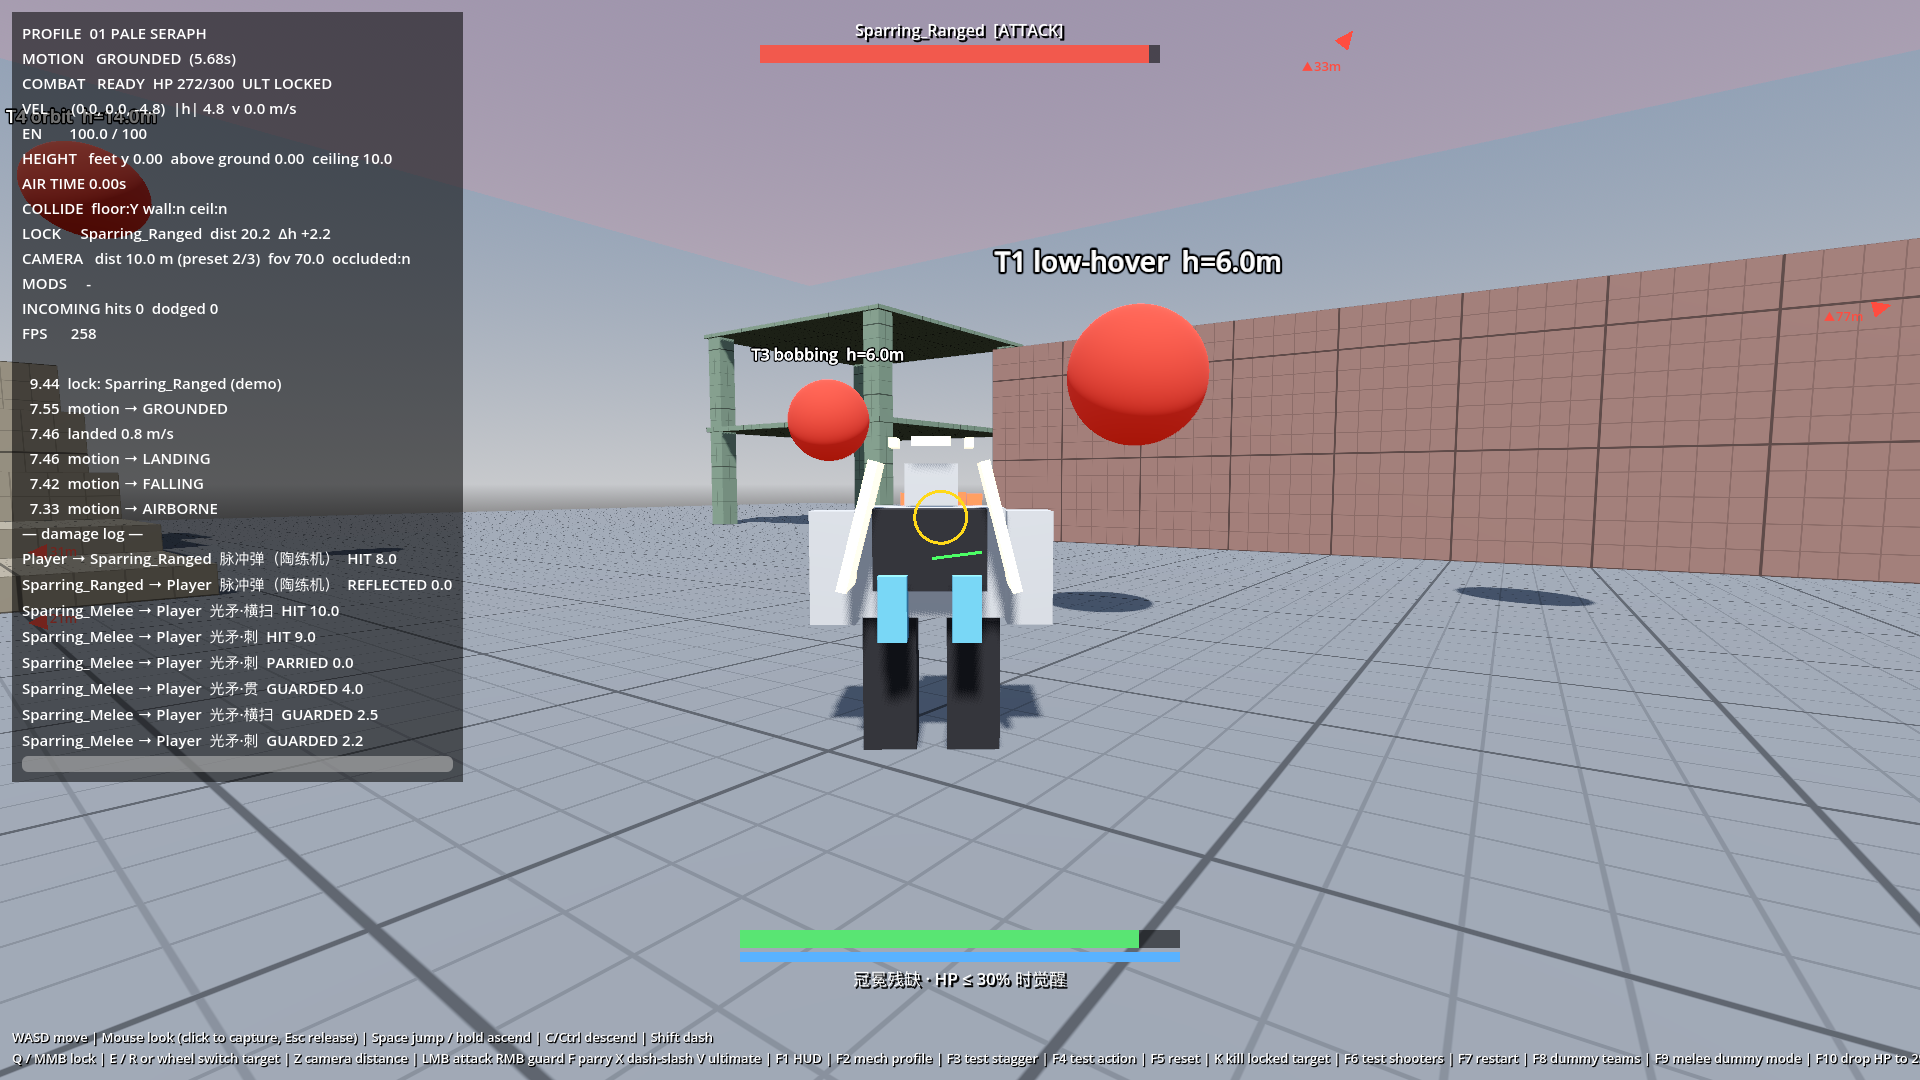 PROFILE 01 PALE SERAPH
MOTION GROUNDED (5.68s)
COMBAT READY HP 272/300 ULT LOCKED
VEL (0.0, 0.0, -4.8) |h| 4.8 v 0.0 m/s
T4 orbit h=14.0m
EN 100.0 / 100
HEIGHT feet y 0.00 above ground 0.00 ceiling 10.0
AIR TIME 0.00s
COLLIDE floor:Y wall:n ceil:n
LOCK Sparring_Ranged dist 20.2 Δh +2.2
CAMERA dist 10.0 m (preset 2/3) fov 70.0 occluded:n
MODS -
INCOMING hits 0 dodged 0
FPS 258
9.44 lock: Sparring_Ranged (demo)
7.55 motion → GROUNDED
7.46 landed 0.8 m/s
7.46 motion → LANDING
7.42 motion → FALLING
7.33 motion → AIRBORNE
— damage log —
Player → Sparring_Ranged 脉冲弹（陶练机） HIT 8.0
Sparring_Ranged → Player 脉冲弹（陶练机） REFLECTED 0.0
Sparring_Melee → Player 光矛·横扫 HIT 10.0
21m
Sparring_Melee → Player 光矛·刺 HIT 9.0
Sparring_Melee → Player 光矛·刺 PARRIED 0.0
Sparring_Melee → Player 光矛·贯 GUARDED 4.0
Sparring_Melee → Player 光矛·横扫 GUARDED 2.5
Sparring_Melee → Player 光矛·刺 GUARDED 2.2
Sparring_Ranged [ATTACK]
▲33m
T1 low-hover h=6.0m
▲77m
T3 bobbing h=6.0m
冠冕残缺 · HP ≤ 30% 时觉醒
WASD move | Mouse look (click to capture, Esc release) | Space jump / hold ascend | C/Ctrl descend | Shift dash
Q / MMB lock | E / R or wheel switch target | Z camera distance | LMB attack RMB guard F parry X dash-slash V ultimate | F1 HUD | F2 mech profile | F3 test stagger | F4 test action | F5 reset | K kill locked target | F6 test shooters | F7 restart | F8 dummy teams | F9 melee dummy mode | F10 drop HP to